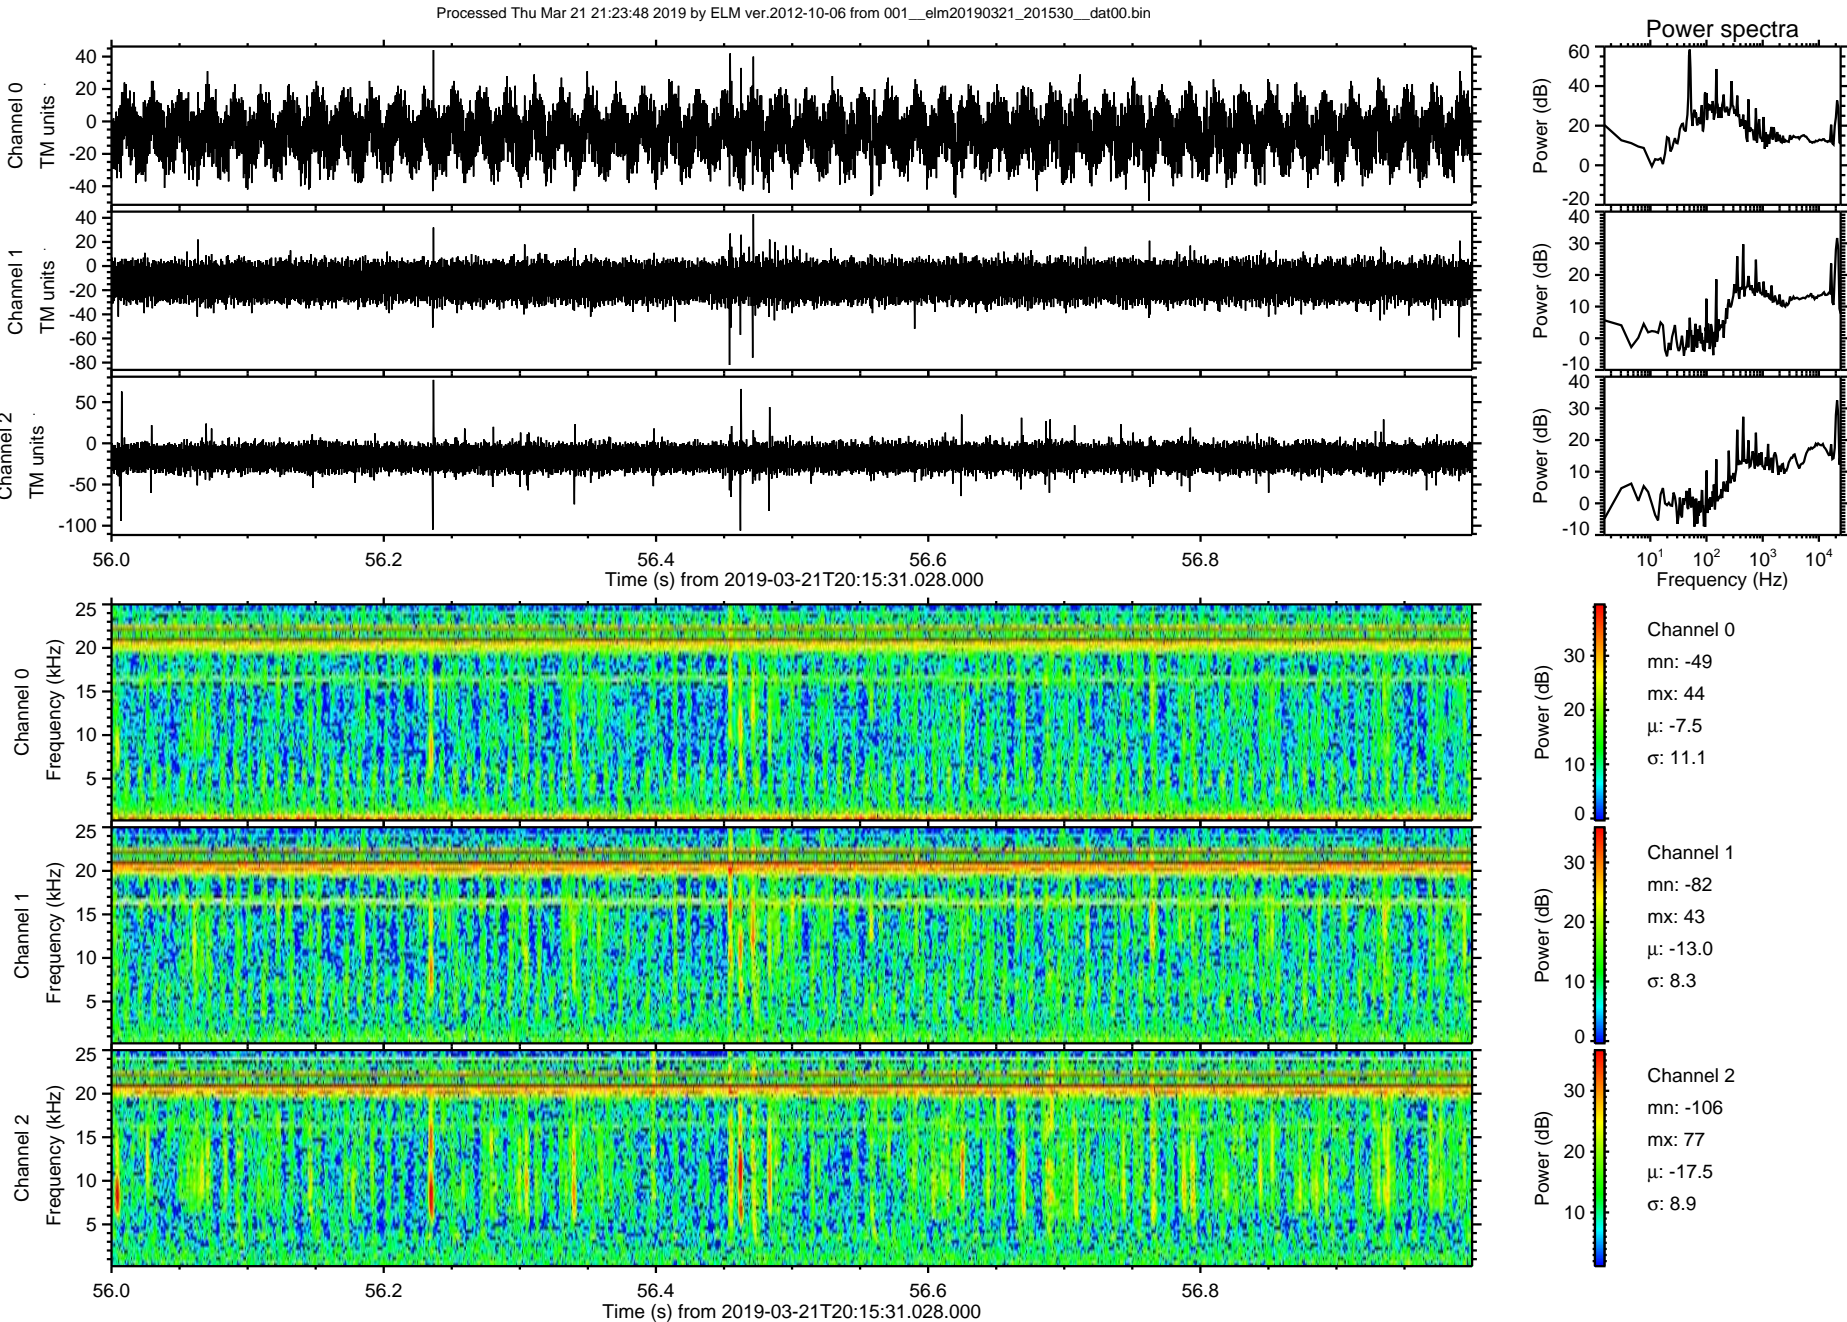 Processed Thu Mar 21 21:23:48 2019 by ELM ver.2012-10-06 from 001__elm20190321_201530__dat00.bin
Power spectra
Channel 0
TM units
40
20
0
-20
-40
Power (dB)
60
40
20
0
-20
Channel 1
TM units
40
20
0
-20
-40
-60
-80
Power (dB)
40
30
20
10
0
-10
Channel 2
TM units
50
0
-50
-100
Power (dB)
40
30
20
10
0
-10
56.0 56.2 56.4 56.6 56.8
Time (s) from 2019-03-21T20:15:31.028.000
10¹ 10² 10³ 10⁴
Frequency (Hz)
Channel 0
Frequency (kHz)
25
20
15
10
5
Power (dB)
30
20
10
0
Channel 0
mn: -49
mx: 44
μ: -7.5
σ: 11.1
Channel 1
Frequency (kHz)
25
20
15
10
5
Power (dB)
30
20
10
0
Channel 1
mn: -82
mx: 43
μ: -13.0
σ: 8.3
Channel 2
Frequency (kHz)
25
20
15
10
5
Power (dB)
30
20
10
Channel 2
mn: -106
mx: 77
μ: -17.5
σ: 8.9
56.0 56.2 56.4 56.6 56.8
Time (s) from 2019-03-21T20:15:31.028.000